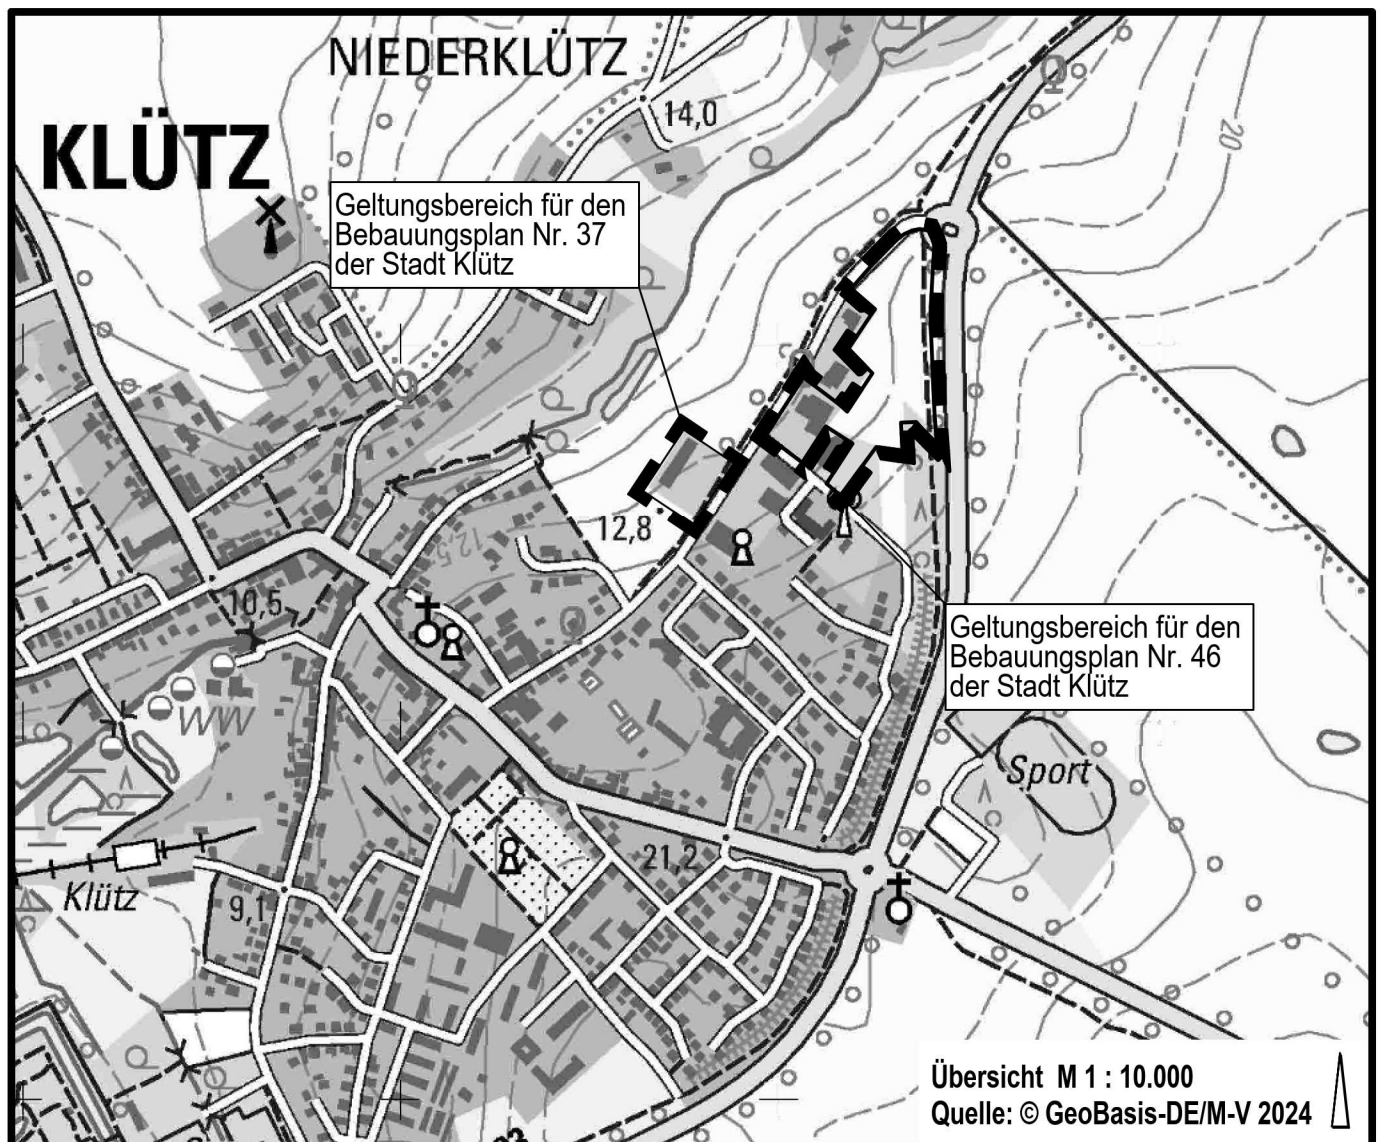 NIEDERKLÜTZ
14,0
KLÜTZ
20
Geltungsbereich für den
Bebauungsplan Nr. 37
der Stadt Klütz
12,8
12,5
10,5
Geltungsbereich für den
Bebauungsplan Nr. 46
der Stadt Klütz
WW
Sport
21,2
Klütz
9,1
Übersicht M 1 : 10.000
Quelle: © GeoBasis-DE/M-V 2024